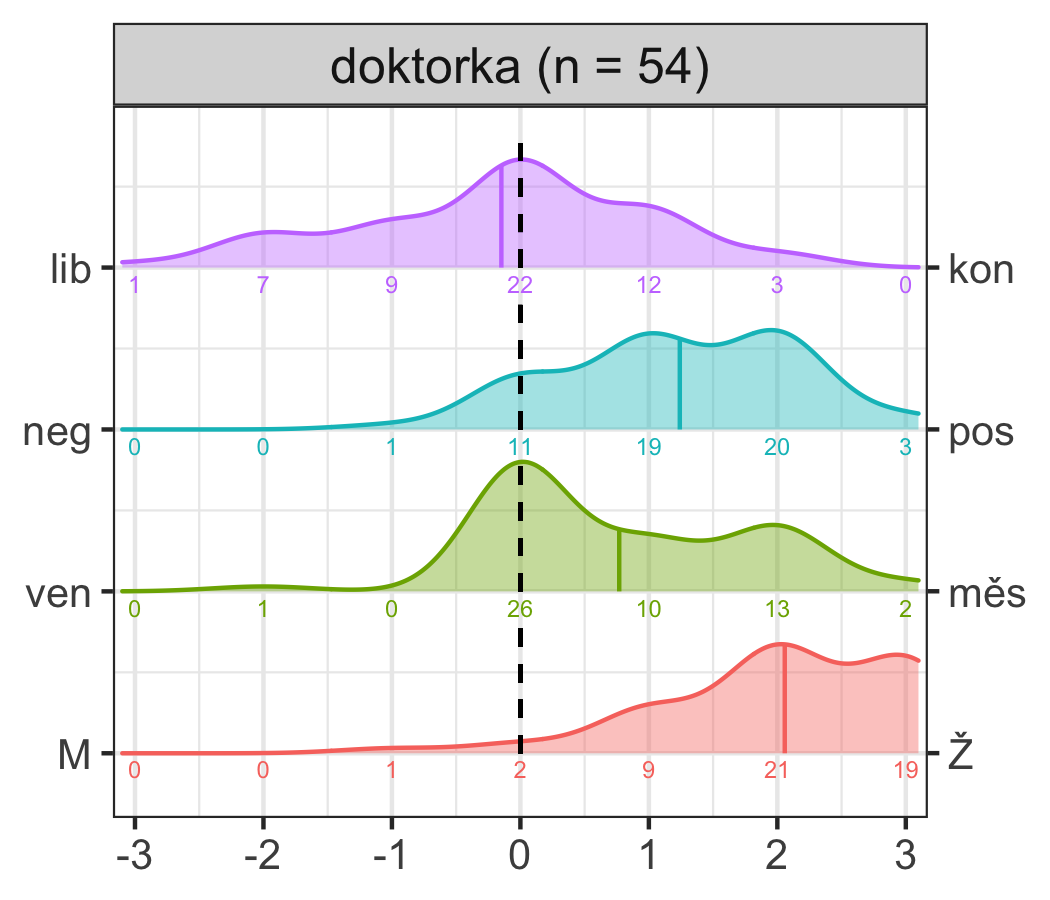 doktorka (n = 54)
lib kon
1 7 9 22 12 3 0
neg pos
0 0 1 11 19 20 3
ven měs
0 1 0 26 10 13 2
M Ž
0 0 1 2 9 21 19
-3 -2 -1 0 1 2 3